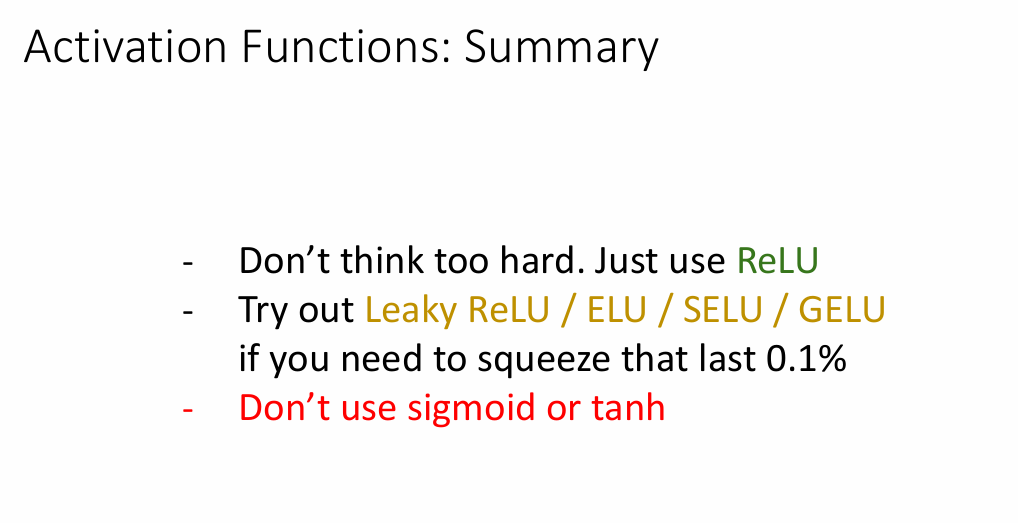 Activation Functions: Summary
- Don’t think too hard. Just use ReLU
- Try out Leaky ReLU / ELU / SELU / GELU
if you need to squeeze that last 0.1%
- Don’t use sigmoid or tanh